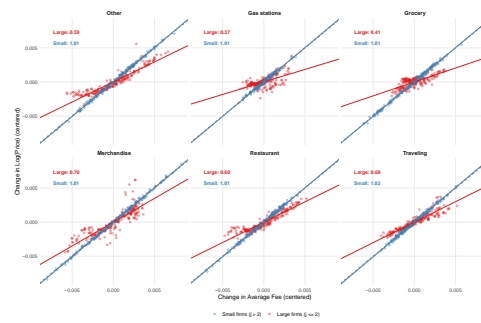 Other
Gas stations
Grocery
Large: 0.59
Small: 1.01
Large: 0.37
Small: 1.01
Large: 0.41
Small: 1.01
0.005
0.000
−0.005
Merchandise
Restaurant
Traveling
Large: 0.70
Small: 1.01
Large: 0.60
Small: 1.01
Large: 0.60
Small: 1.02
0.005
0.000
−0.005
−0.005
0.000
0.005
−0.005
0.000
0.005
−0.005
0.000
0.005
Change in Log(Price) (centered)
Change in Average Fee (centered)
Small firms (j > 2)
Large firms (j <= 2)